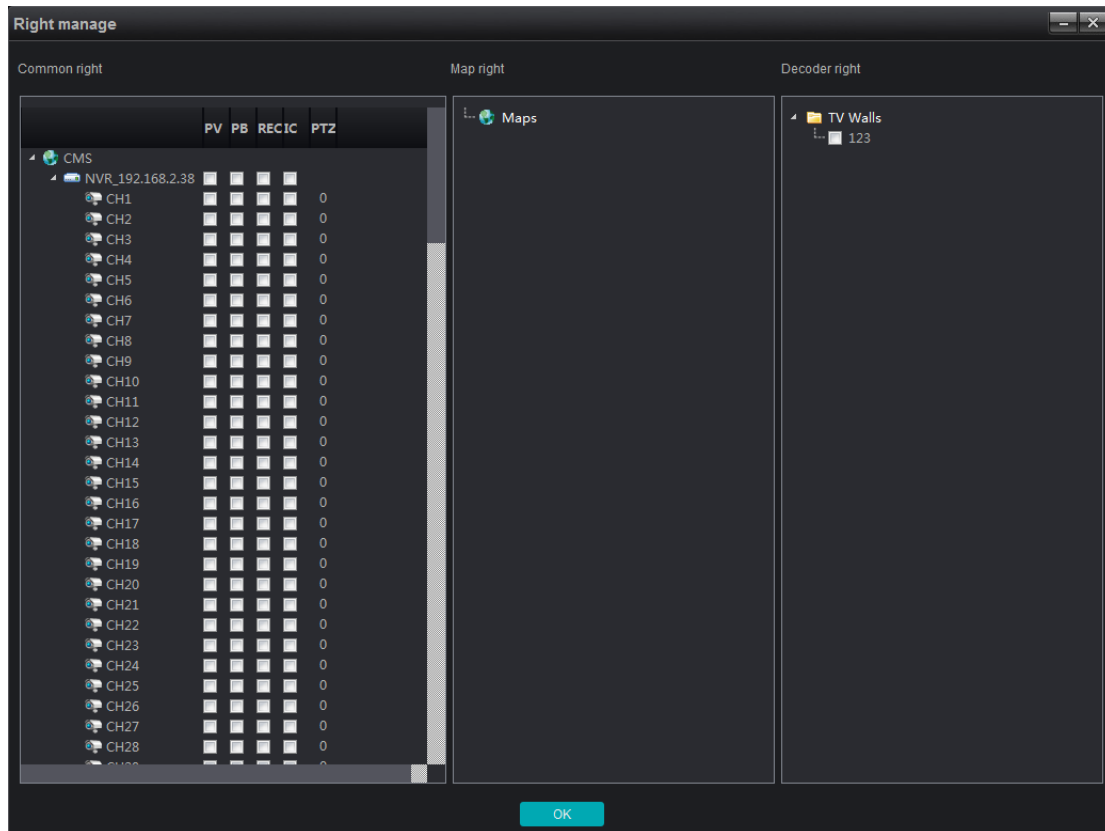 Right manage
Common right Map right Decoder right
PV PB REC IC PTZ
CMS
NVR_192.168.2.38
CH1 0
CH2 0
CH3 0
CH4 0
CH5 0
CH6 0
CH7 0
CH8 0
CH9 0
CH10 0
CH11 0
CH12 0
CH13 0
CH14 0
CH15 0
CH16 0
CH17 0
CH18 0
CH19 0
CH20 0
CH21 0
CH22 0
CH23 0
CH24 0
CH25 0
CH26 0
CH27 0
CH28 0
Maps
TV Walls
123
OK